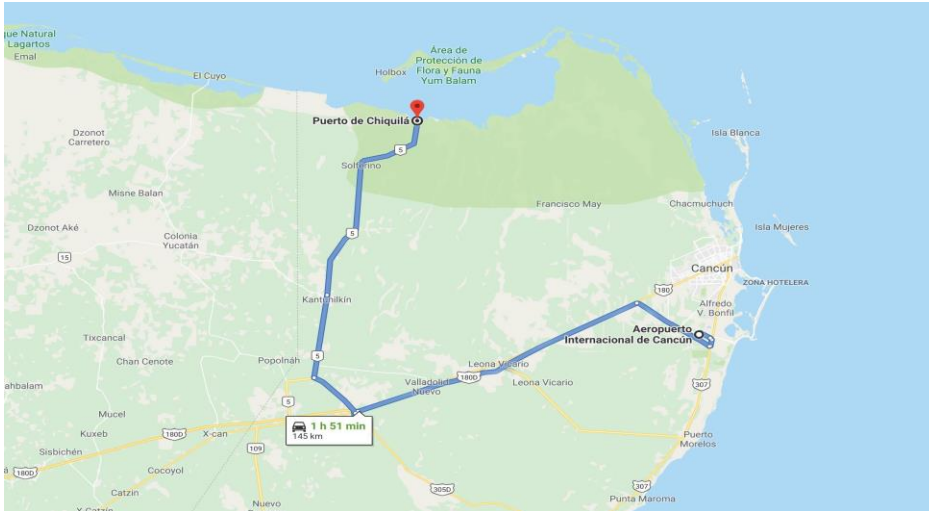 que Natural
Lagartos
Emal
El Cuyo
Holbox
Área de
Protección de
Flora y Fauna
Yum Balam
Puerto de Chiquilá
Dzonot
Carretero
Isla Blanca
5
Solferino
Misne Balan
Francisco May
Chacmuchuch
Dzonot Aké
Colonia
Yucatán
5
Isla Mujeres
15
Cancún
180
ZONA HOTELERA
Kantunilkín
Alfredo
V. Bonfil
Aeropuerto
Internacional de Cancún
Tixcancal
Chan Cenote
Popolnáh
5
Leona Vicario
180D
Valladolid
Nuevo
Leona Vicario
307
ahbalam
5
Mucel
1 h 51 min
145 km
Kuxeb
180D
X-can
Puerto
Morelos
Sisbichén
109
180D
Cocoyol
305D
307
Catzin
Nuevo
Punta Maroma
X-Catzin